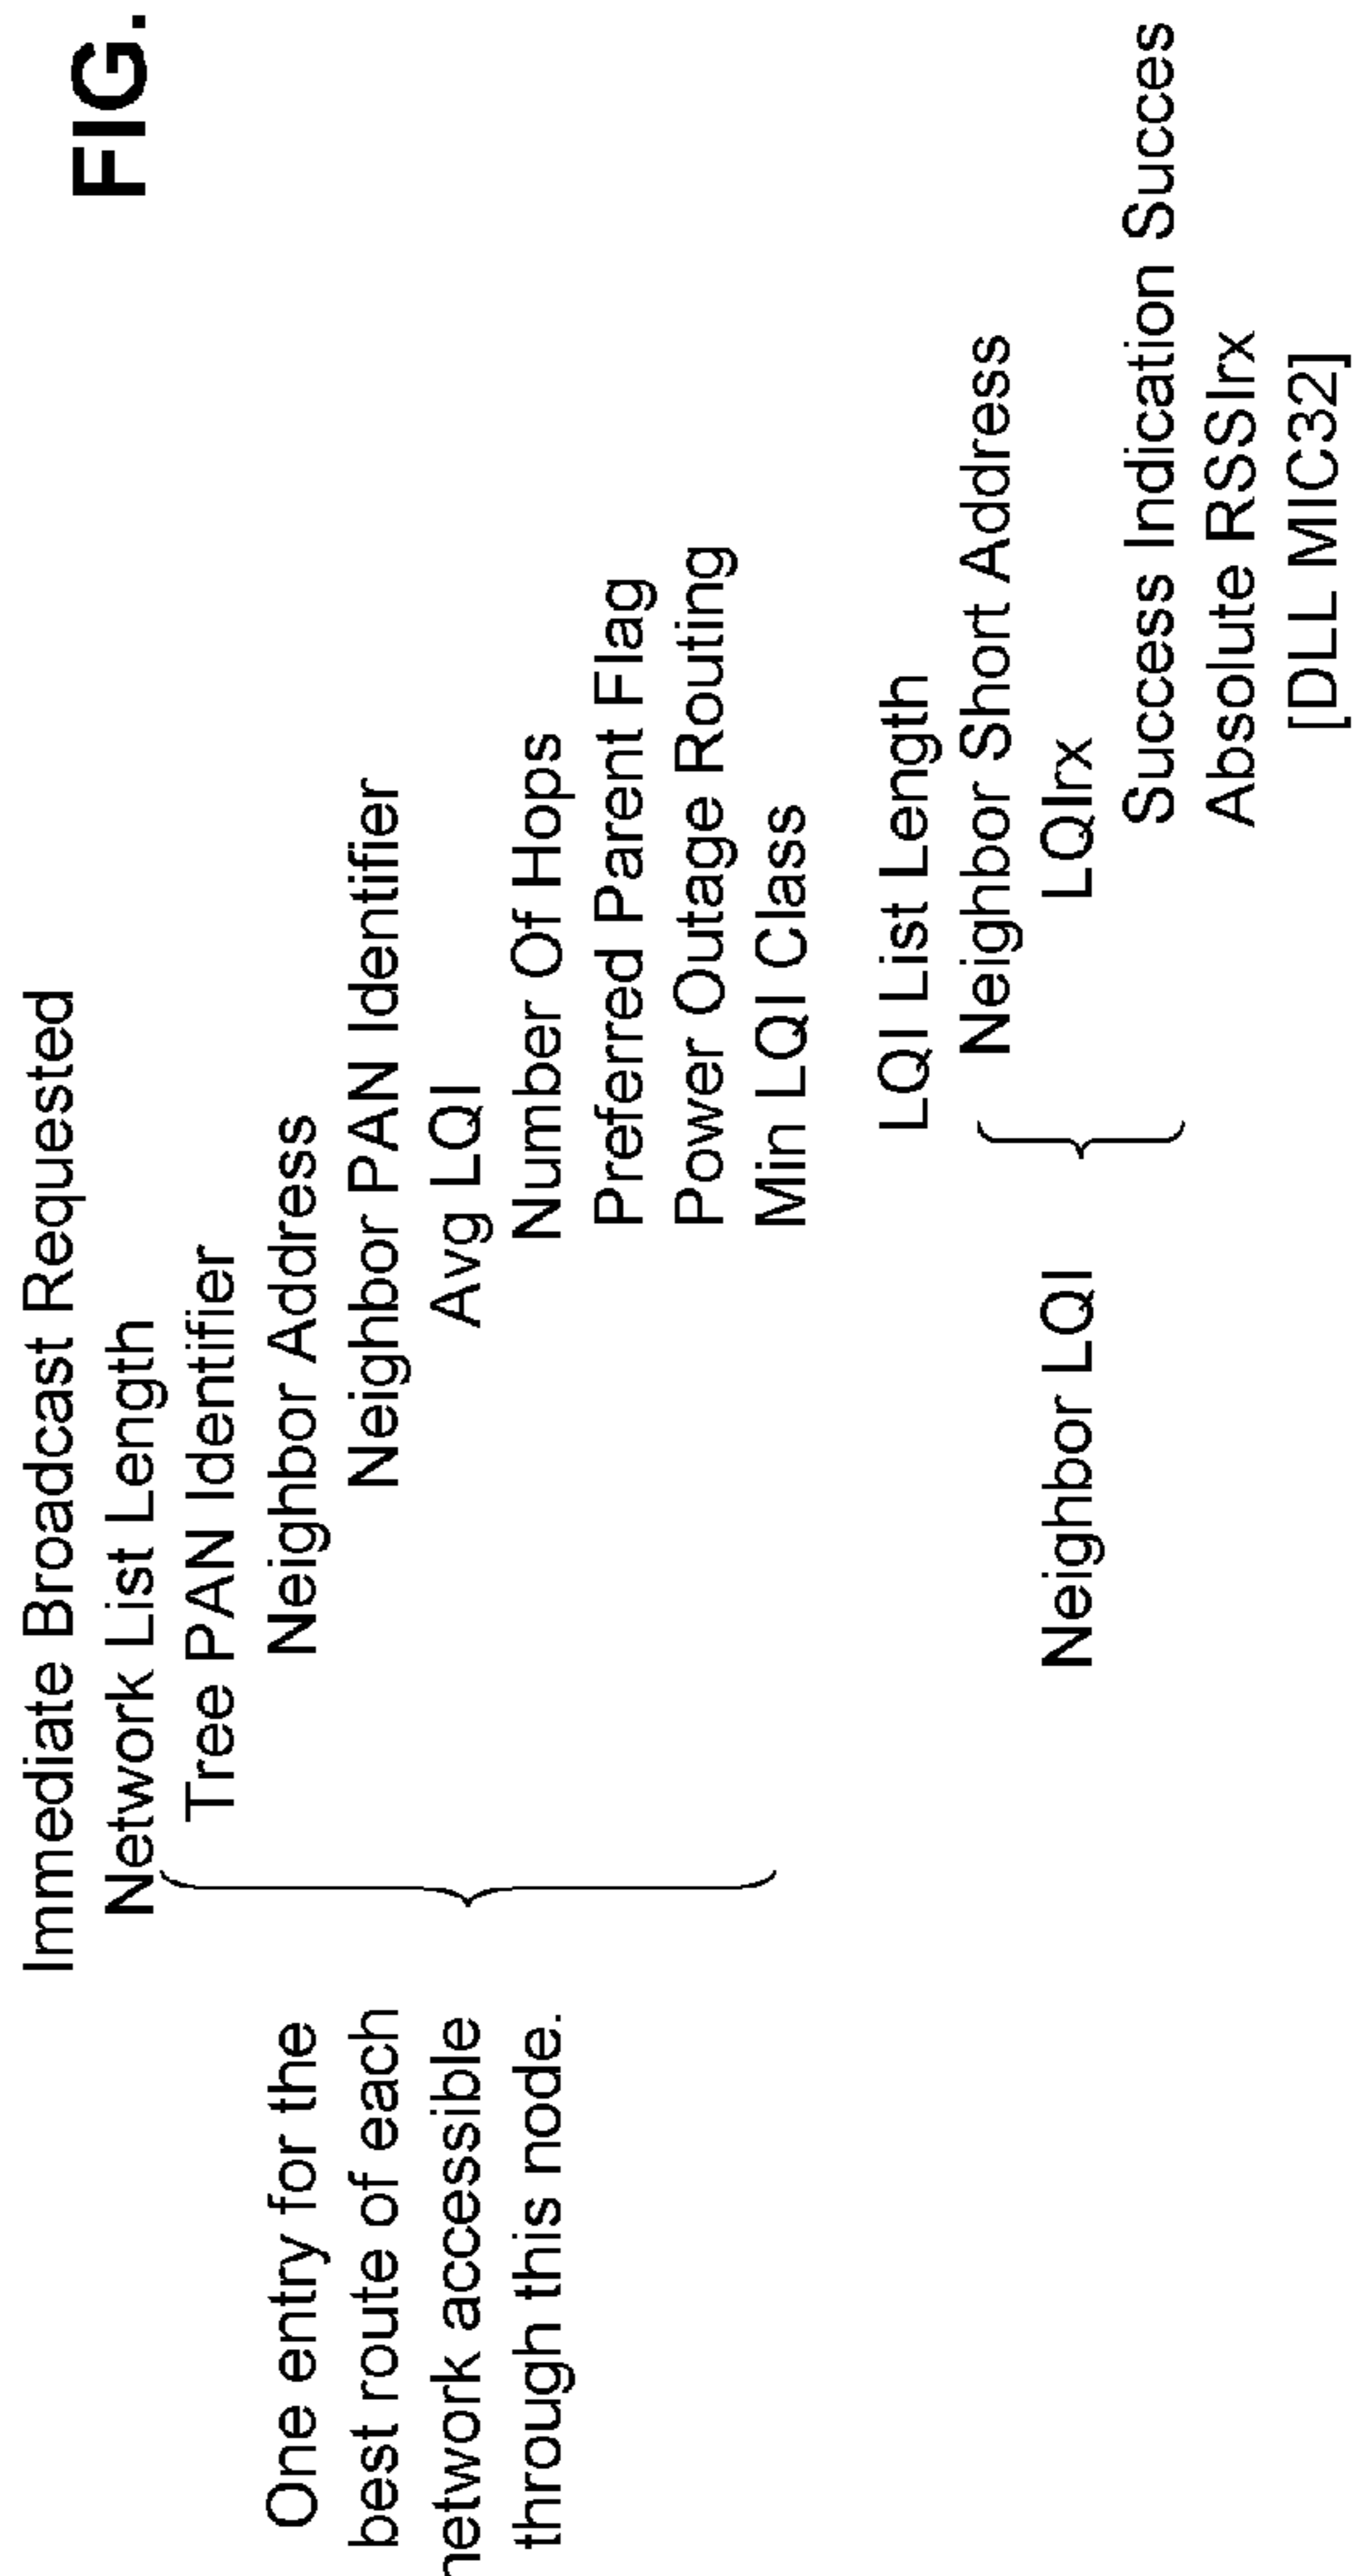 FIG.
Immediate Broadcast Requested
Network List Length
Tree PAN Identifier
Neighbor Address
Neighbor PAN Identifier
Avg LQI
Number Of Hops
Preferred Parent Flag
Power Outage Routing
Min LQI Class
One entry for the
best route of each
network accessible
through this node.
LQI List Length
Neighbor Short Address
LQIrx
Neighbor LQI
Success Indication Succes
Absolute RSSIrx
[DLL MIC32]